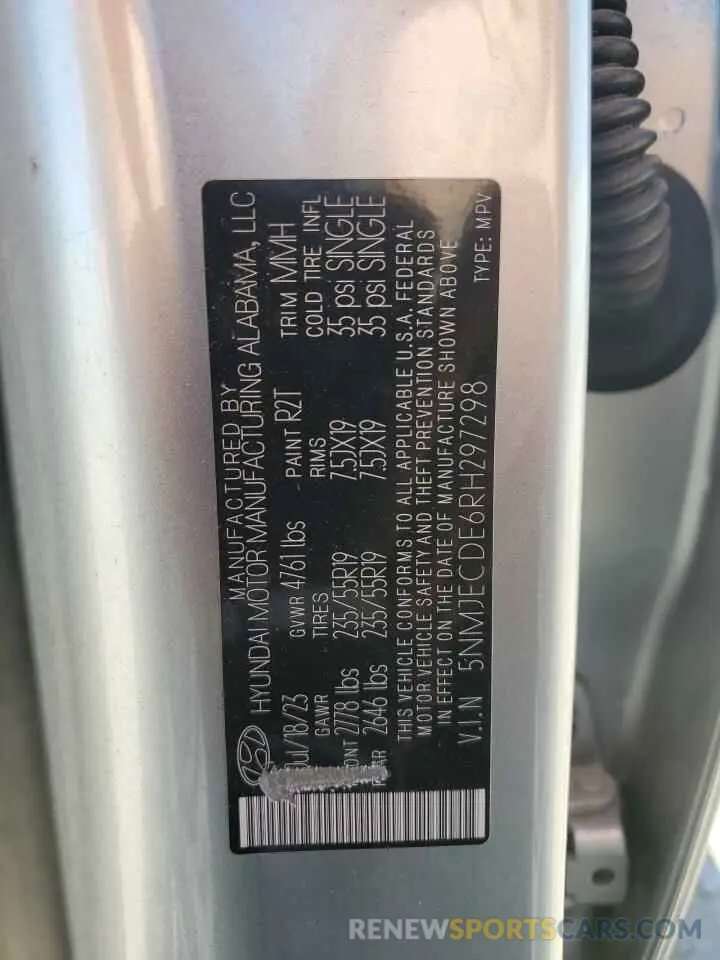 MANUFACTURED BY
HYUNDAI MOTOR MANUFACTURING ALABAMA, LLC
Jul/18/23 GVWR 4761 lbs PAINT R2T TRIM MMH
GAWR TIRES RIMS COLD TIRE INFL
2778 lbs 235/55R19 7.5JX19 35 psi SINGLE
2646 lbs 235/55R19 7.5JX19 35 psi SINGLE
THIS VEHICLE CONFORMS TO ALL APPLICABLE U.S.A. FEDERAL
MOTOR VEHICLE SAFETY AND THEFT PREVENTION STANDARDS
IN EFFECT ON THE DATE OF MANUFACTURE SHOWN ABOVE
V.I.N 5NMJECDE6RH297298 TYPE: MPV
RENEWSPORTSCARS.COM